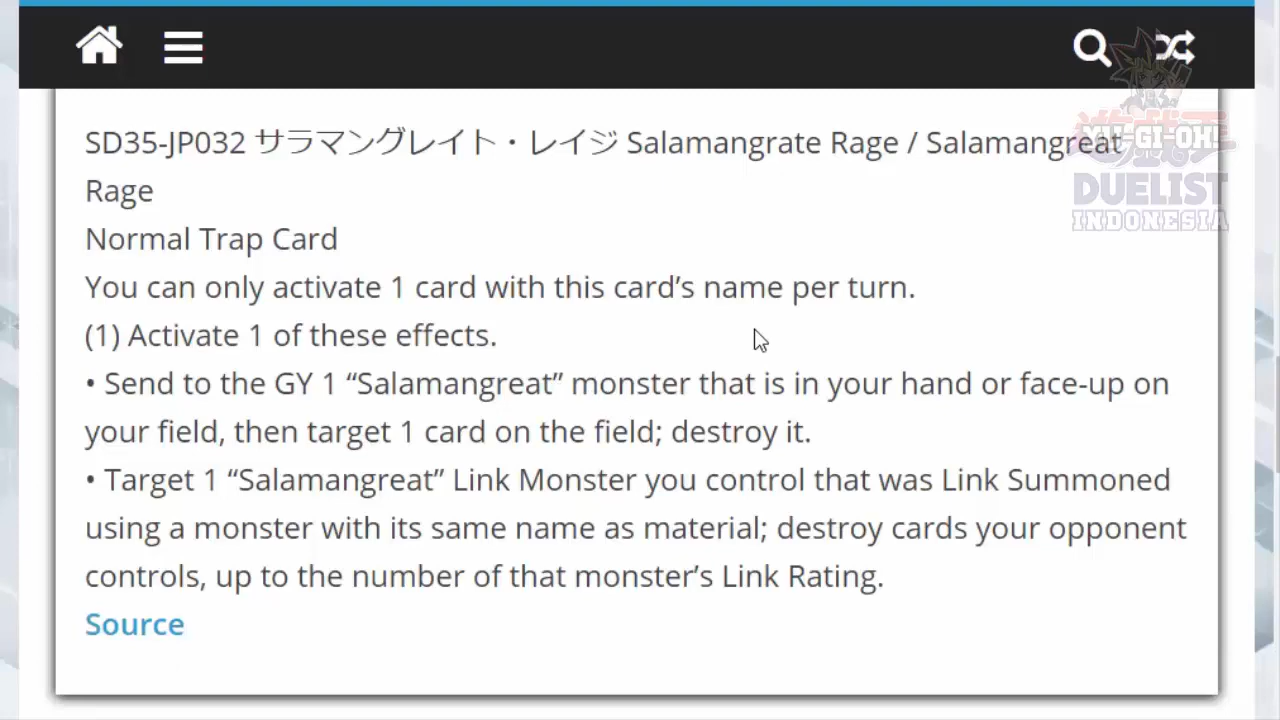 SD35-JP032 サラマングレイト・レイジ Salamangrate Rage / Salamangreat
Rage
Normal Trap Card
You can only activate 1 card with this card’s name per turn.
(1) Activate 1 of these effects.
• Send to the GY 1 “Salamangreat” monster that is in your hand or face-up on
your field, then target 1 card on the field; destroy it.
• Target 1 “Salamangreat” Link Monster you control that was Link Summoned
using a monster with its same name as material; destroy cards your opponent
controls, up to the number of that monster’s Link Rating.
Source
遊戯王
YU-GI-OH!
DUELIST
INDONESIA